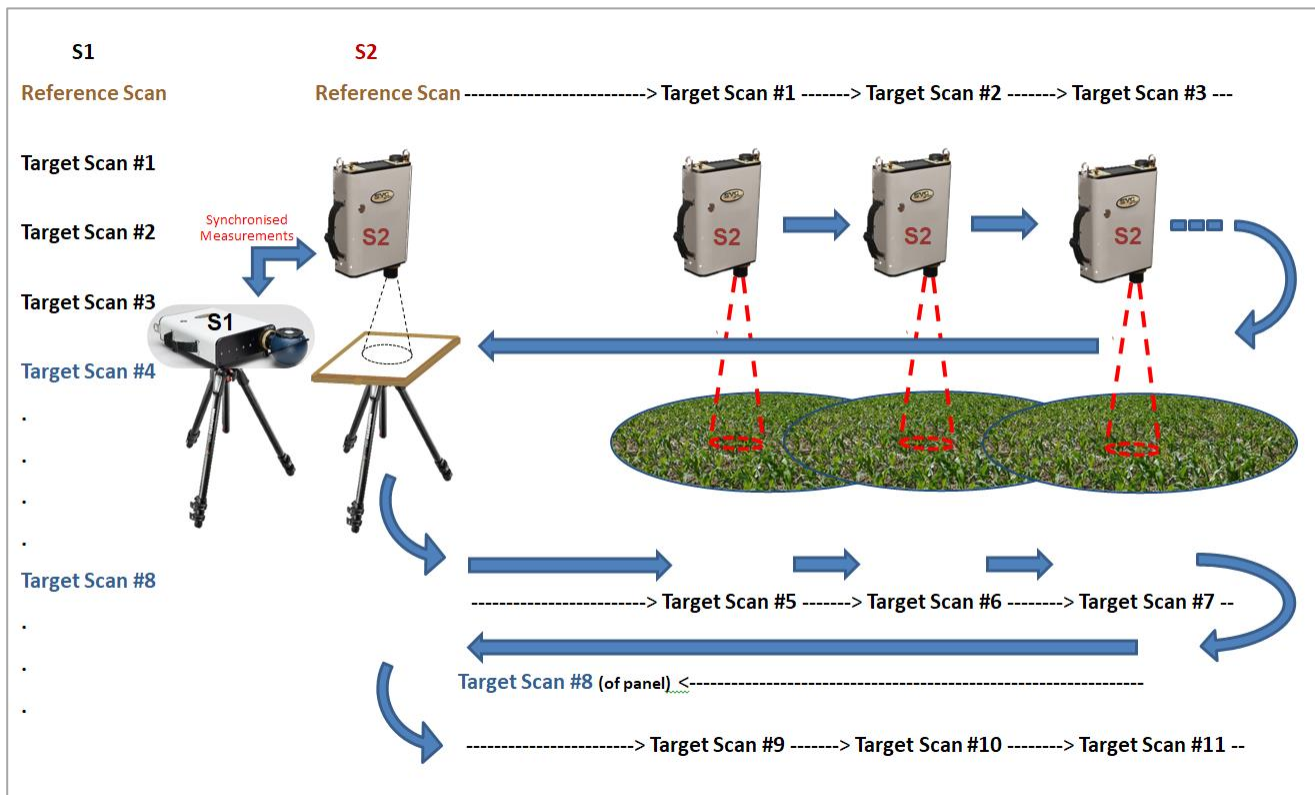 S1
S2
Reference Scan
Reference Scan -----------------------> Target Scan #1 -------> Target Scan #2 -------> Target Scan #3 ---
Target Scan #1
Synchronised
Measurements
S2
S2
S2
S2
Target Scan #2
Target Scan #3
S1
Target Scan #4
.
.
.
.
Target Scan #8
----------------------> Target Scan #5 -------> Target Scan #6 --------> Target Scan #7 --
.
Target Scan #8 (of panel) <----------------------------------------------------------
.
.
---------------------> Target Scan #9 -------> Target Scan #10 --------> Target Scan #11 --